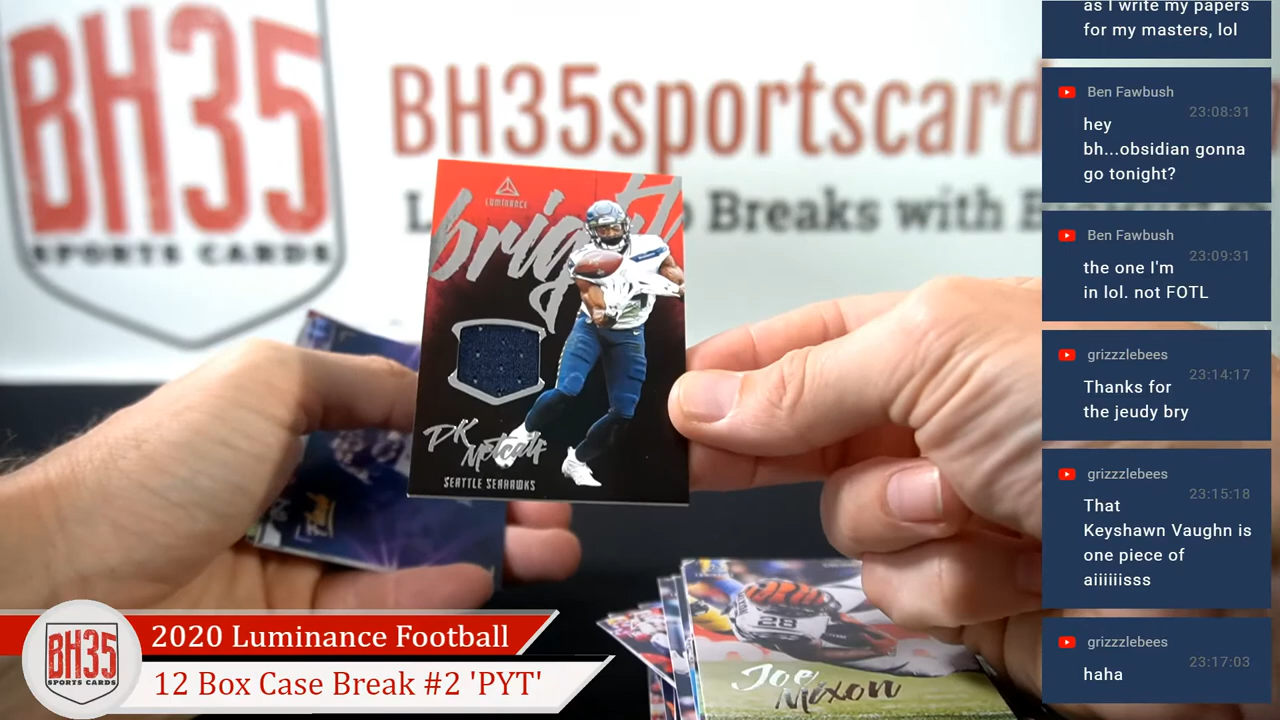 BH35
SPORTS CARDS
BH35sportscard
Breaks with
LUMINANCE
bright
DK
Metcalf
SEATTLE SEAHAWKS
Joe
Mixon
28
BH35
SPORTS CARDS
2020 Luminance Football
12 Box Case Break #2 'PYT'
as I write my papers
for my masters, lol
Ben Fawbush
23:08:31
hey
bh...obsidian gonna
go tonight?
Ben Fawbush
23:09:31
the one I'm
in lol. not FOTL
grizzzlebees
23:14:17
Thanks for
the jeudy bry
grizzzlebees
23:15:18
That
Keyshawn Vaughn is
one piece of
aiiiiiisss
grizzzlebees
23:17:03
haha